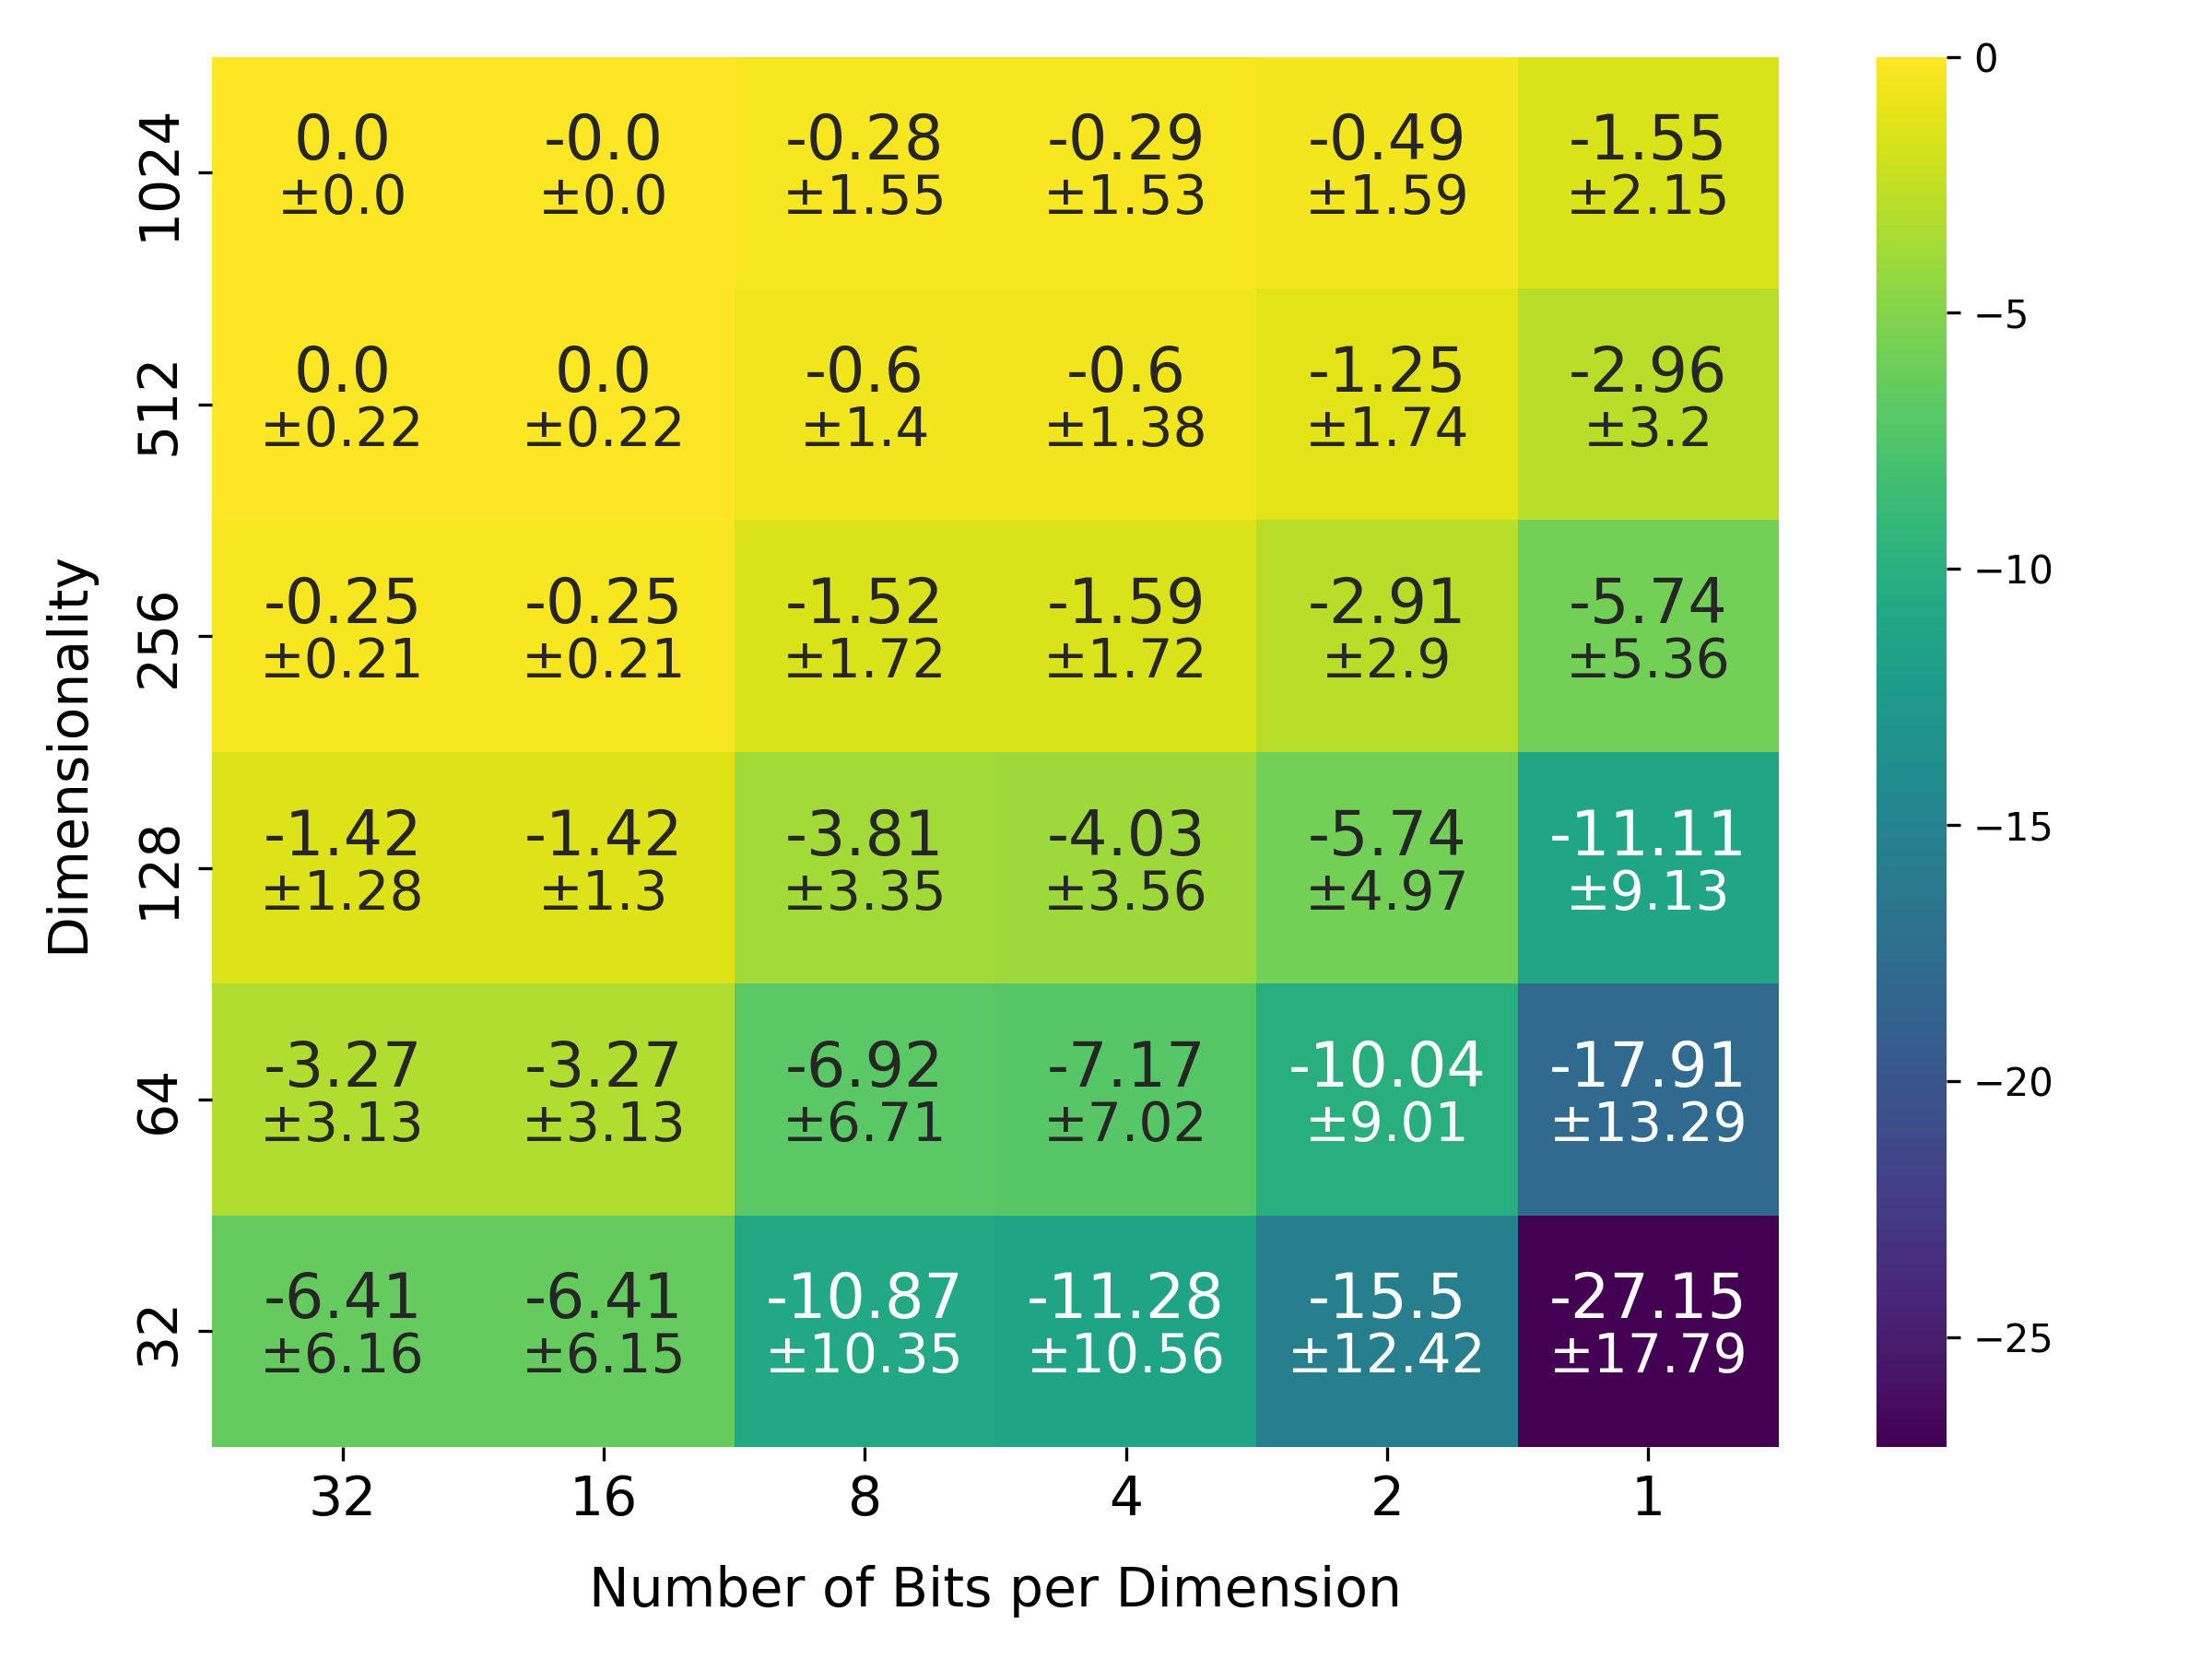 1024
0.0 -0.0 -0.28 -0.29 -0.49 -1.55
±0.0 ±0.0 ±1.55 ±1.53 ±1.59 ±2.15
512
0.0 0.0 -0.6 -0.6 -1.25 -2.96
±0.22 ±0.22 ±1.4 ±1.38 ±1.74 ±3.2
256
-0.25 -0.25 -1.52 -1.59 -2.91 -5.74
±0.21 ±0.21 ±1.72 ±1.72 ±2.9 ±5.36
128
-1.42 -1.42 -3.81 -4.03 -5.74 -11.11
±1.28 ±1.3 ±3.35 ±3.56 ±4.97 ±9.13
64
-3.27 -3.27 -6.92 -7.17 -10.04 -17.91
±3.13 ±3.13 ±6.71 ±7.02 ±9.01 ±13.29
32
-6.41 -6.41 -10.87 -11.28 -15.5 -27.15
±6.16 ±6.15 ±10.35 ±10.56 ±12.42 ±17.79
Dimensionality
32 16 8 4 2 1
Number of Bits per Dimension
0
−5
−10
−15
−20
−25